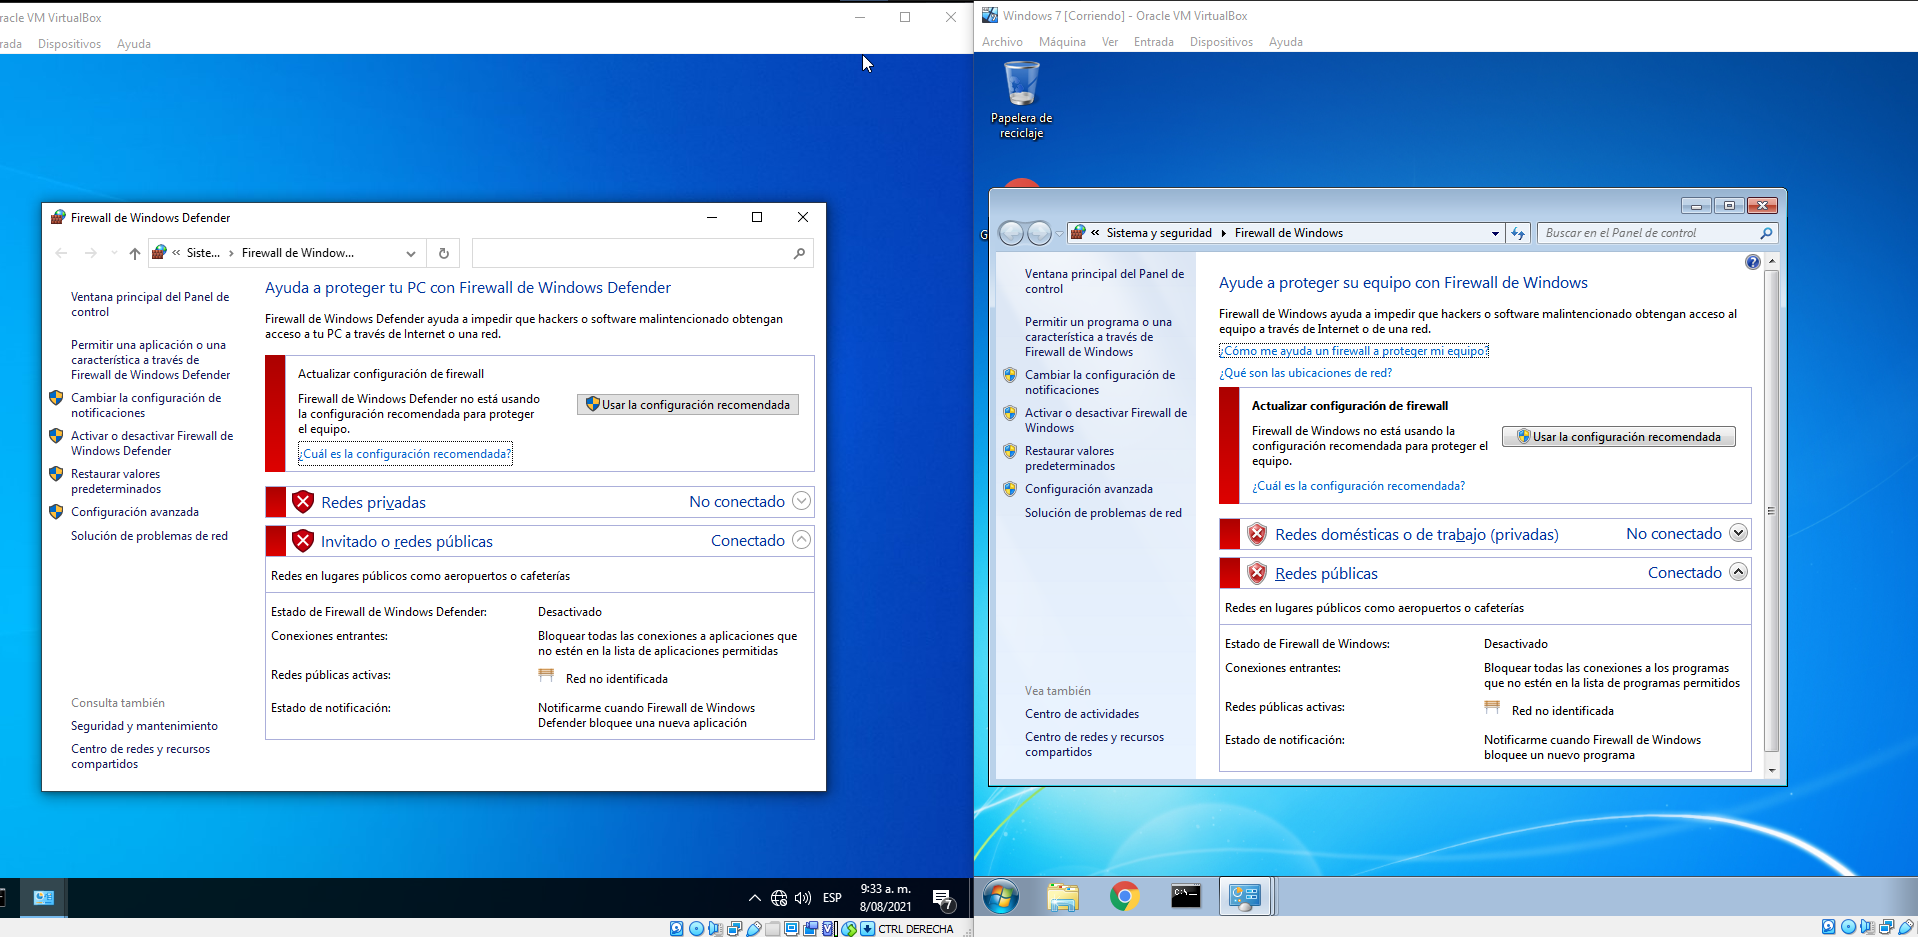 racle VM VirtualBox
rada Dispositivos Ayuda
Firewall de Windows Defender
« Siste... › Firewall de Window...
Ventana principal del Panel de
control
Permitir una aplicación o una
característica a través de
Firewall de Windows Defender
Cambiar la configuración de
notificaciones
Activar o desactivar Firewall de
Windows Defender
Restaurar valores
predeterminados
Configuración avanzada
Solución de problemas de red
Consulta también
Seguridad y mantenimiento
Centro de redes y recursos
compartidos
Ayuda a proteger tu PC con Firewall de Windows Defender
Firewall de Windows Defender ayuda a impedir que hackers o software malintencionado obtengan
acceso a tu PC a través de Internet o una red.
Actualizar configuración de firewall
Firewall de Windows Defender no está usando
la configuración recomendada para proteger
el equipo.
Usar la configuración recomendada
¿Cuál es la configuración recomendada?
Redes privadas No conectado
Invitado o redes públicas Conectado
Redes en lugares públicos como aeropuertos o cafeterías
Estado de Firewall de Windows Defender: Desactivado
Conexiones entrantes: Bloquear todas las conexiones a aplicaciones que
no estén en la lista de aplicaciones permitidas
Redes públicas activas: Red no identificada
Estado de notificación: Notificarme cuando Firewall de Windows
Defender bloquee una nueva aplicación
ESP
9:33 a. m.
8/08/2021
7
CTRL DERECHA
Windows 7 [Corriendo] - Oracle VM VirtualBox
Archivo Máquina Ver Entrada Dispositivos Ayuda
Papelera de
reciclaje
G
« Sistema y seguridad Firewall de Windows
Buscar en el Panel de control
Ventana principal del Panel de
control
Permitir un programa o una
característica a través de
Firewall de Windows
Cambiar la configuración de
notificaciones
Activar o desactivar Firewall de
Windows
Restaurar valores
predeterminados
Configuración avanzada
Solución de problemas de red
Vea también
Centro de actividades
Centro de redes y recursos
compartidos
Ayude a proteger su equipo con Firewall de Windows
Firewall de Windows ayuda a impedir que hackers o software malintencionado obtengan acceso al
equipo a través de Internet o de una red.
¿Cómo me ayuda un firewall a proteger mi equipo?
¿Qué son las ubicaciones de red?
Actualizar configuración de firewall
Firewall de Windows no está usando la
configuración recomendada para proteger el
equipo.
Usar la configuración recomendada
¿Cuál es la configuración recomendada?
Redes domésticas o de trabajo (privadas) No conectado
Redes públicas Conectado
Redes en lugares públicos como aeropuertos o cafeterías
Estado de Firewall de Windows: Desactivado
Conexiones entrantes: Bloquear todas las conexiones a los programas
que no estén en la lista de programas permitidos
Redes públicas activas: Red no identificada
Estado de notificación: Notificarme cuando Firewall de Windows
bloquee un nuevo programa